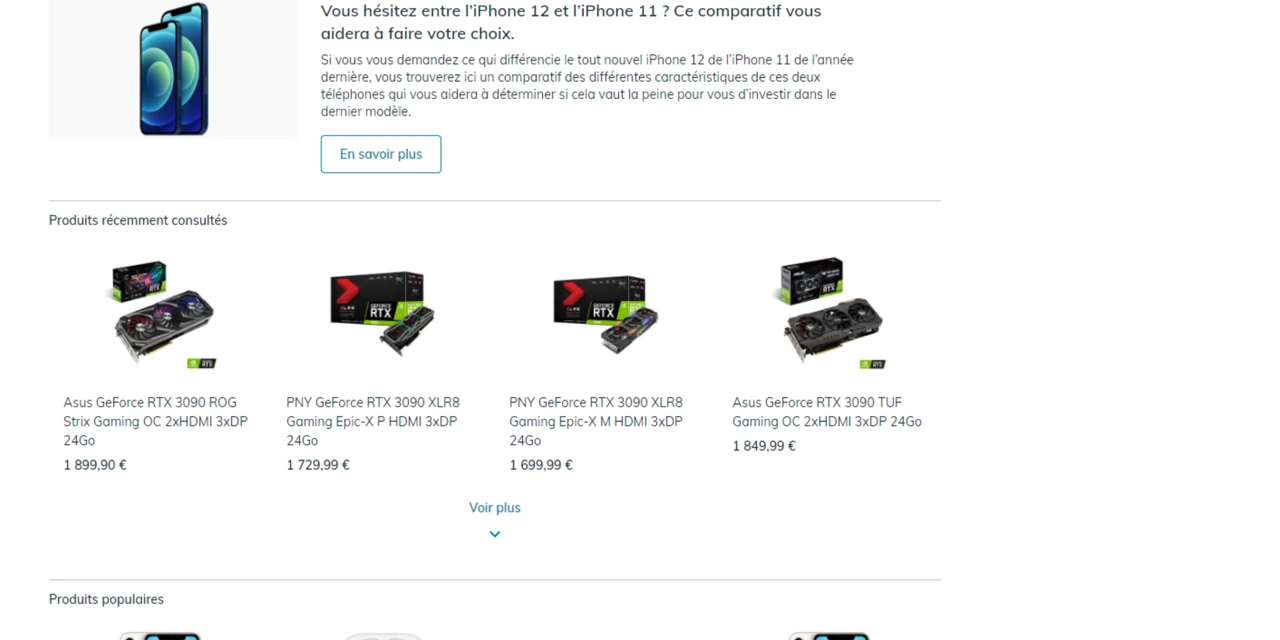 Vous hésitez entre l'iPhone 12 et l'iPhone 11 ? Ce comparatif vous
aidera à faire votre choix.
Si vous vous demandez ce qui différencie le tout nouvel iPhone 12 de l'iPhone 11 de l'année
dernière, vous trouverez ici un comparatif des différentes caractéristiques de ces deux
téléphones qui vous aidera à déterminer si cela vaut la peine pour vous d'investir dans le
dernier modèle.
En savoir plus
Produits récemment consultés
GEFORCE
RTX
GEFORCE
RTX
Asus GeForce RTX 3090 ROG
Strix Gaming OC 2xHDMI 3xDP
24Go
1 899,90 €
PNY GeForce RTX 3090 XLR8
Gaming Epic-X P HDMI 3xDP
24Go
1 729,99 €
PNY GeForce RTX 3090 XLR8
Gaming Epic-X M HDMI 3xDP
24Go
1 699,99 €
Asus GeForce RTX 3090 TUF
Gaming OC 2xHDMI 3xDP 24Go
1 849,99 €
Voir plus
Produits populaires